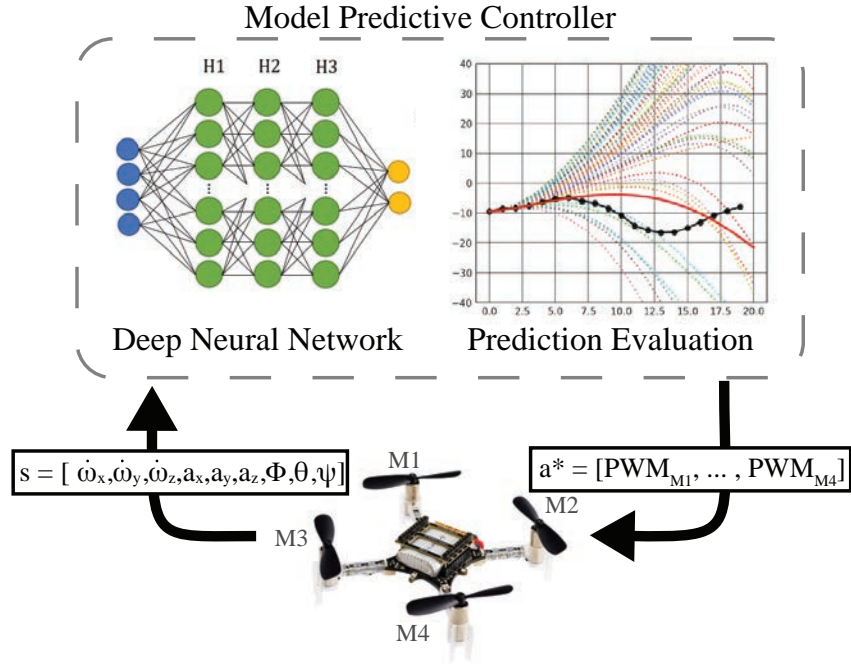 Model Predictive Controller
H1 H2 H3
40
30
20
10
0
−10
−20
−30
−40
0.0 2.5 5.0 7.5 10.0 12.5 15.0 17.5 20.0
Deep Neural Network
Prediction Evaluation
s = [ ω̇x,ω̇y,ω̇z,ax,ay,az,Φ,θ,ψ]
a* = [PWMM1, ... , PWMM4]
M1
M2
M3
M4